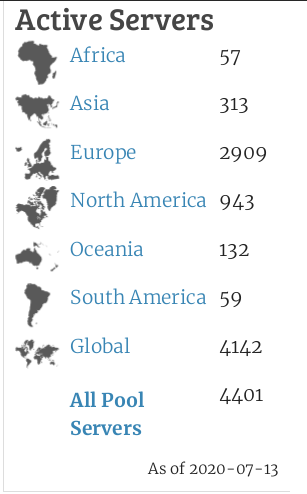 Active Servers
Africa 57
Asia 313
Europe 2909
North America 943
Oceania 132
South America 59
Global 4142
All Pool 4401
Servers
As of 2020-07-13